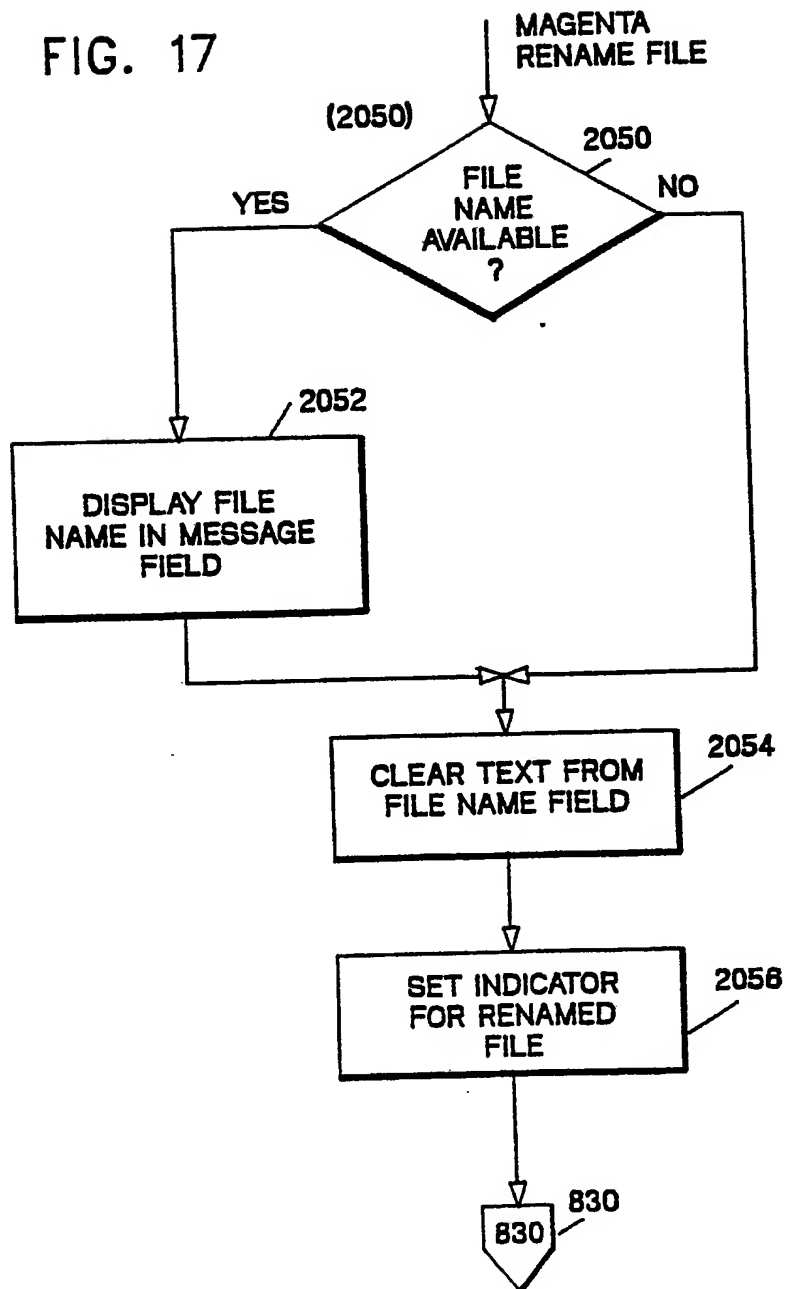 FIG. 17
MAGENTA
RENAME FILE
(2050)
2050
YES
FILE
NAME
AVAILABLE
?
NO
2052
DISPLAY FILE
NAME IN MESSAGE
FIELD
2054
CLEAR TEXT FROM
FILE NAME FIELD
2056
SET INDICATOR
FOR RENAMED
FILE
830
830